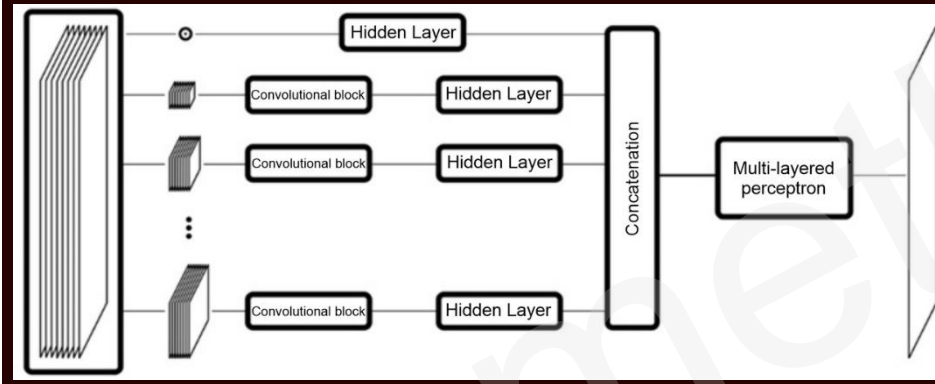 Hidden Layer
Convolutional block
Hidden Layer
Convolutional block
Hidden Layer
Concatenation
Multi-layered
perceptron
Convolutional block
Hidden Layer